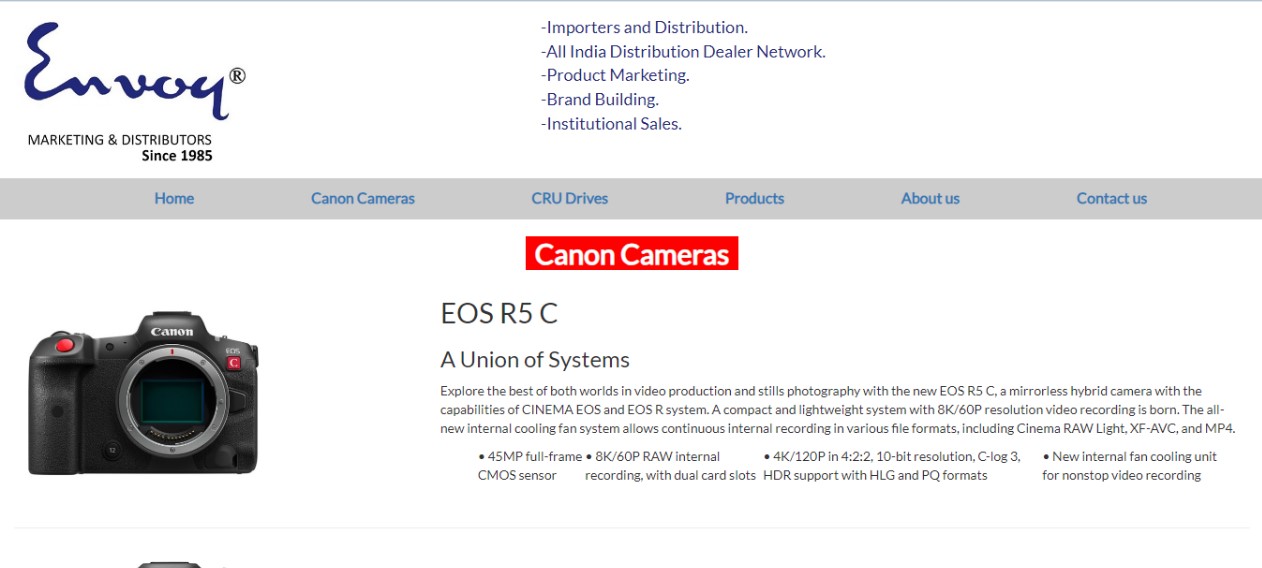 Envoy®
MARKETING & DISTRIBUTORS
Since 1985
-Importers and Distribution.
-All India Distribution Dealer Network.
-Product Marketing.
-Brand Building.
-Institutional Sales.
Home
Canon Cameras
CRU Drives
Products
About us
Contact us
Canon Cameras
Canon
EOS
C
12
EOS R5 C
A Union of Systems
Explore the best of both worlds in video production and stills photography with the new EOS R5 C, a mirrorless hybrid camera with the
capabilities of CINEMA EOS and EOS R system. A compact and lightweight system with 8K/60P resolution video recording is born. The all-
new internal cooling fan system allows continuous internal recording in various file formats, including Cinema RAW Light, XF-AVC, and MP4.
• 45MP full-frame
CMOS sensor
• 8K/60P RAW internal
recording, with dual card slots
• 4K/120P in 4:2:2, 10-bit resolution, C-log 3,
HDR support with HLG and PQ formats
• New internal fan cooling unit
for nonstop video recording